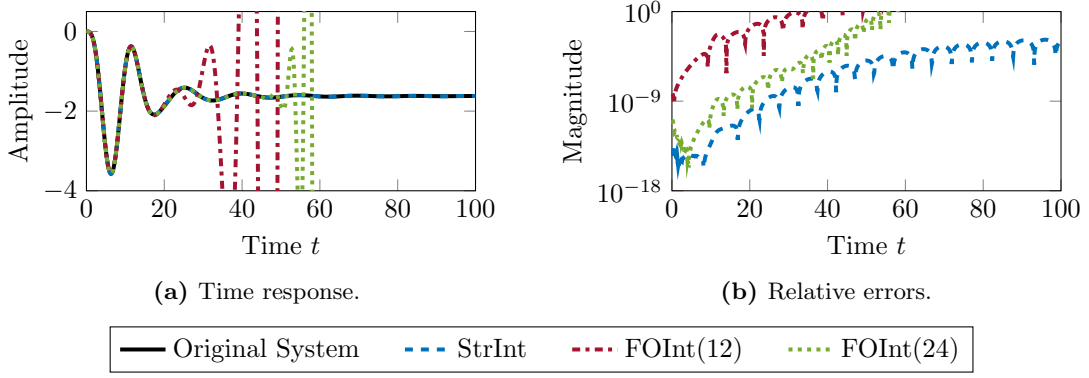 0
−2
−4
Amplitude
0 20 40 60 80 100
Time t
(a) Time response.
10^0
10^−9
10^−18
Magnitude
0 20 40 60 80 100
Time t
(b) Relative errors.
Original System StrInt FOInt(12) FOInt(24)